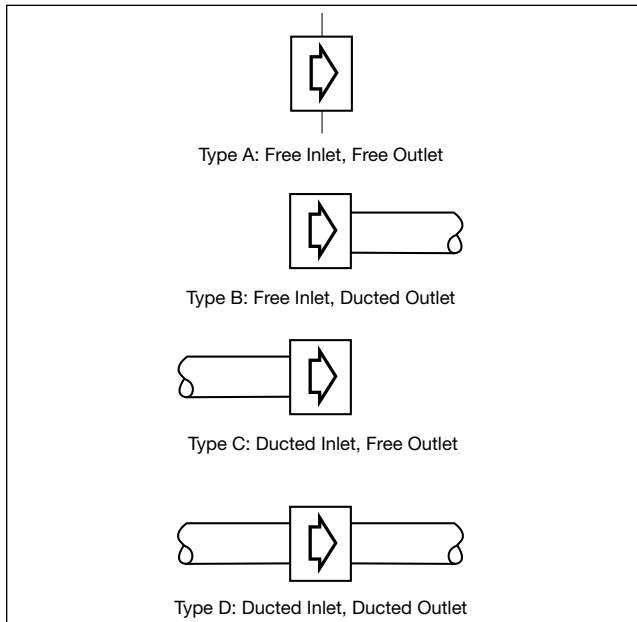 Type A: Free Inlet, Free Outlet
Type B: Free Inlet, Ducted Outlet
Type C: Ducted Inlet, Free Outlet
Type D: Ducted Inlet, Ducted Outlet